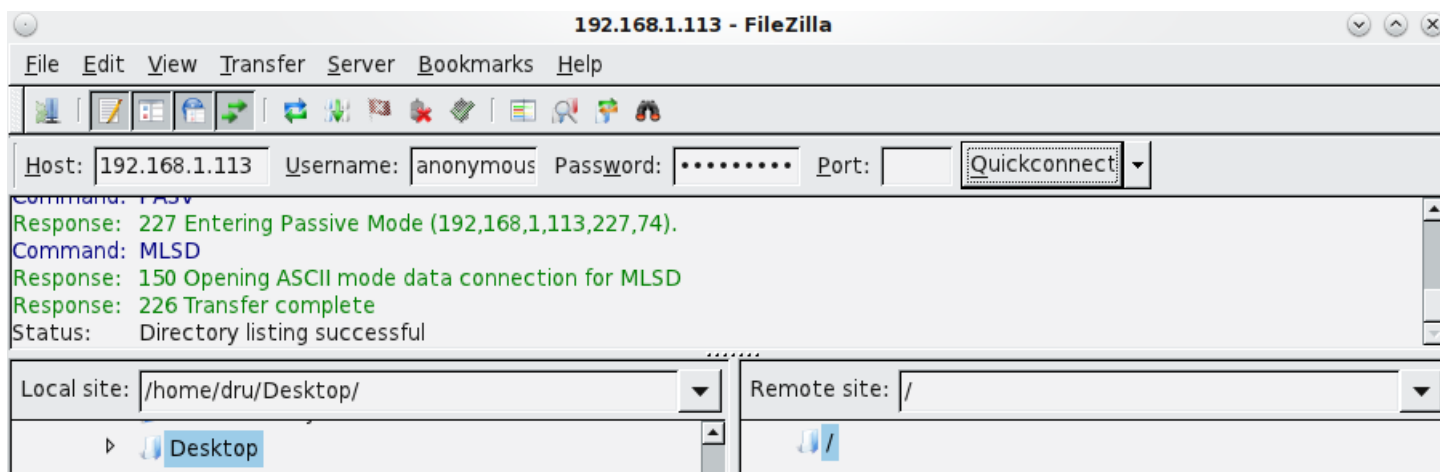 192.168.1.113 - FileZilla
File Edit View Transfer Server Bookmarks Help
Host: 192.168.1.113 Username: anonymous Password: ●●●●●●●●● Port: Quickconnect
Command: PASV
Response: 227 Entering Passive Mode (192,168,1,113,227,74).
Command: MLSD
Response: 150 Opening ASCII mode data connection for MLSD
Response: 226 Transfer complete
Status: Directory listing successful
Local site: /home/dru/Desktop/ Remote site: /
Desktop /